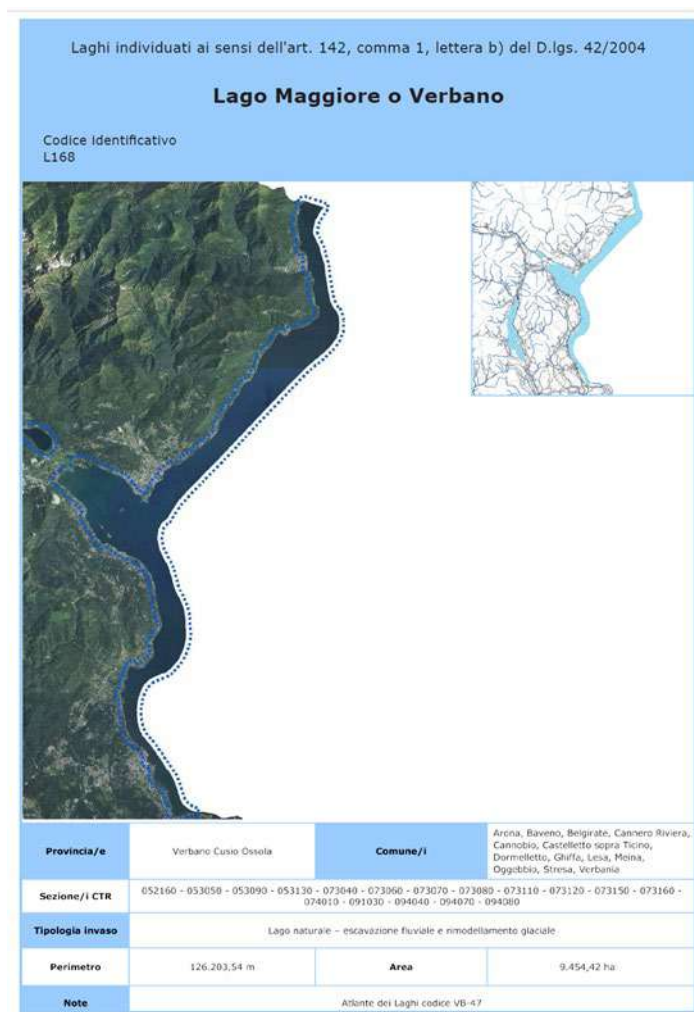 Laghi individuati ai sensi dell'art. 142, comma 1, lettera b) del D.lgs. 42/2004
Lago Maggiore o Verbano
Codice identificativo
L168
Provincia/e
Verbano Cusio Ossola
Comune/i
Arona, Baveno, Belgirate, Cannero Riviera,
Cannobio, Castelletto sopra Ticino,
Dormelletto, Ghiffa, Lesa, Meina,
Oggebbio, Stresa, Verbania
Sezione/i CTR
052160 - 053050 - 053090 - 053130 - 073040 - 073060 - 073070 - 073080 - 073110 - 073120 - 073150 - 073160 -
074010 - 091030 - 094040 - 094070 - 094080
Tipologia invaso
Lago naturale – escavazione fluviale e rimodellamento glaciale
Perimetro
126.203,54 m
Area
9.454,42 ha
Note
Atlante dei Laghi codice VB-47